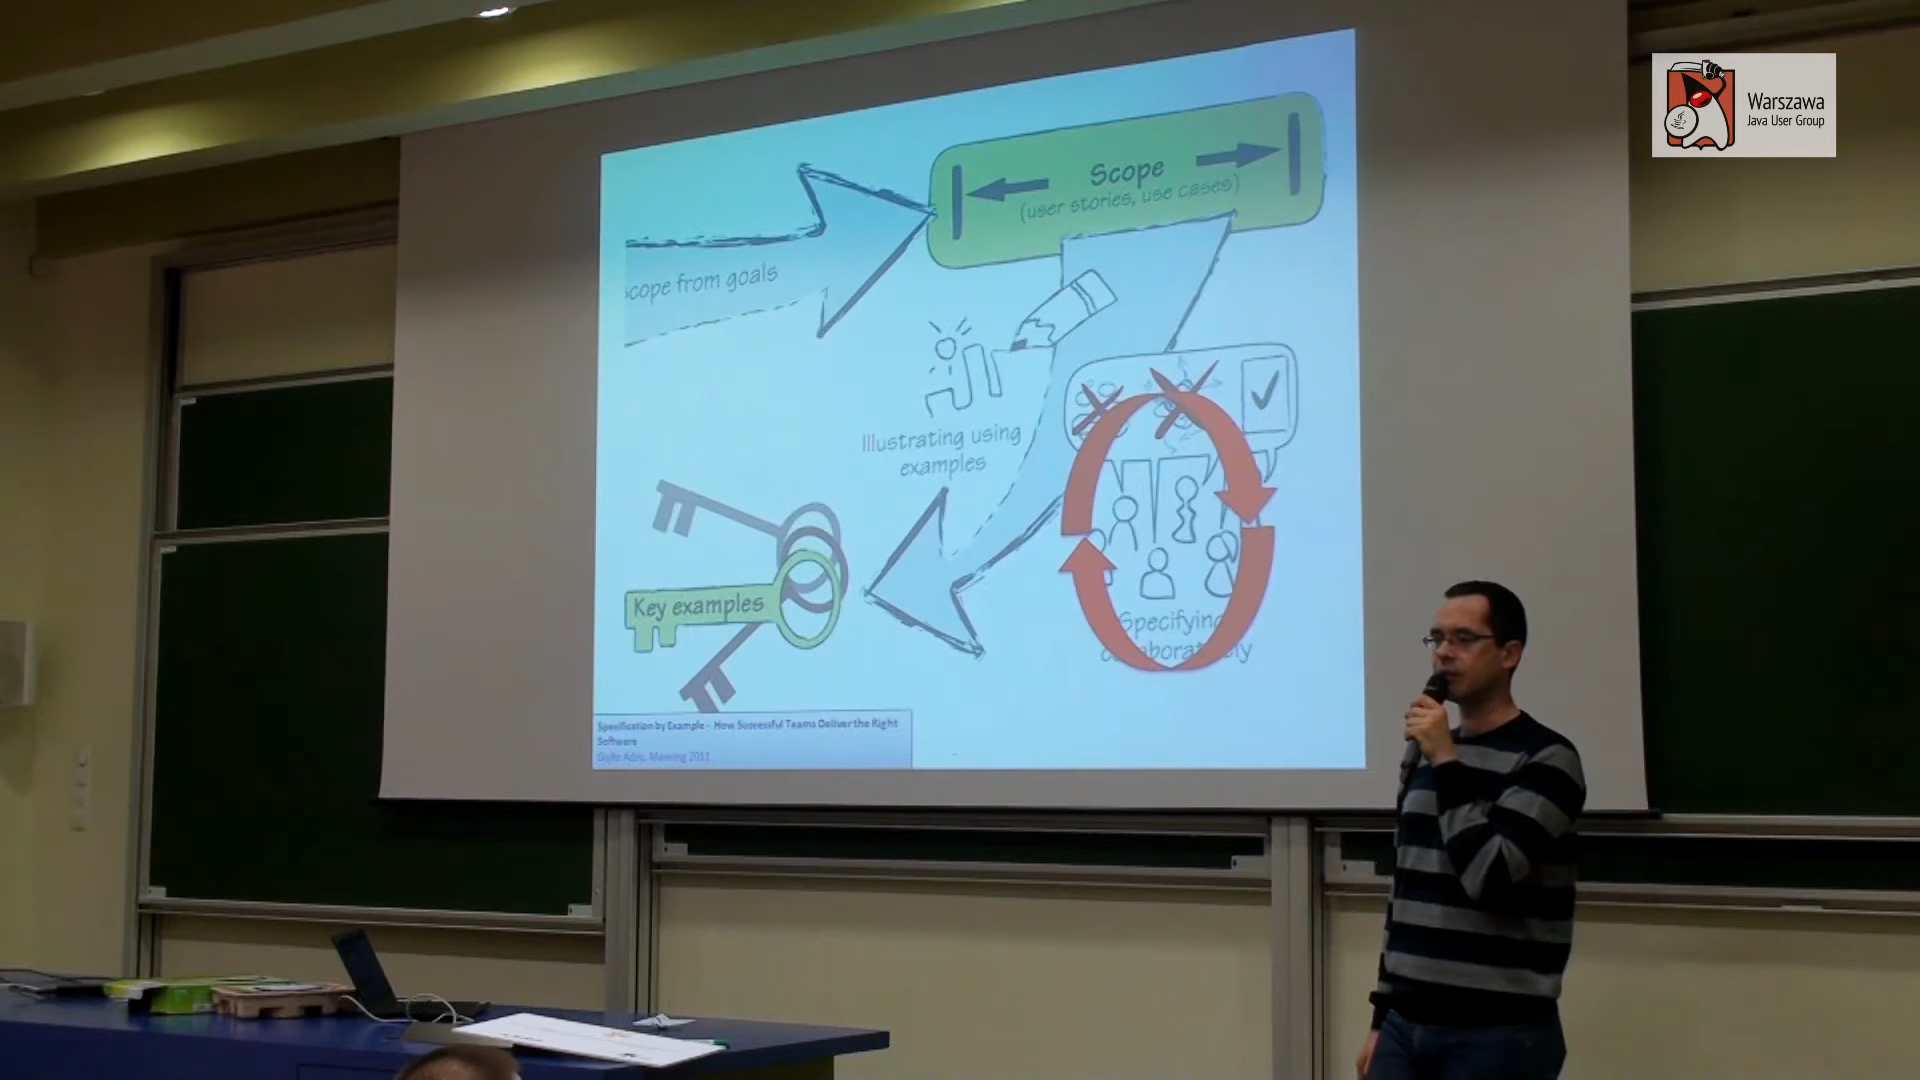 Warszawa
Java User Group
Scope
(user stories, use cases)
scope from goals
Illustrating using
examples
Key examples
Specifying
Specification by Example - How Successful Teams Deliver the Right
Software
Gojko Adzic, Manning 2011